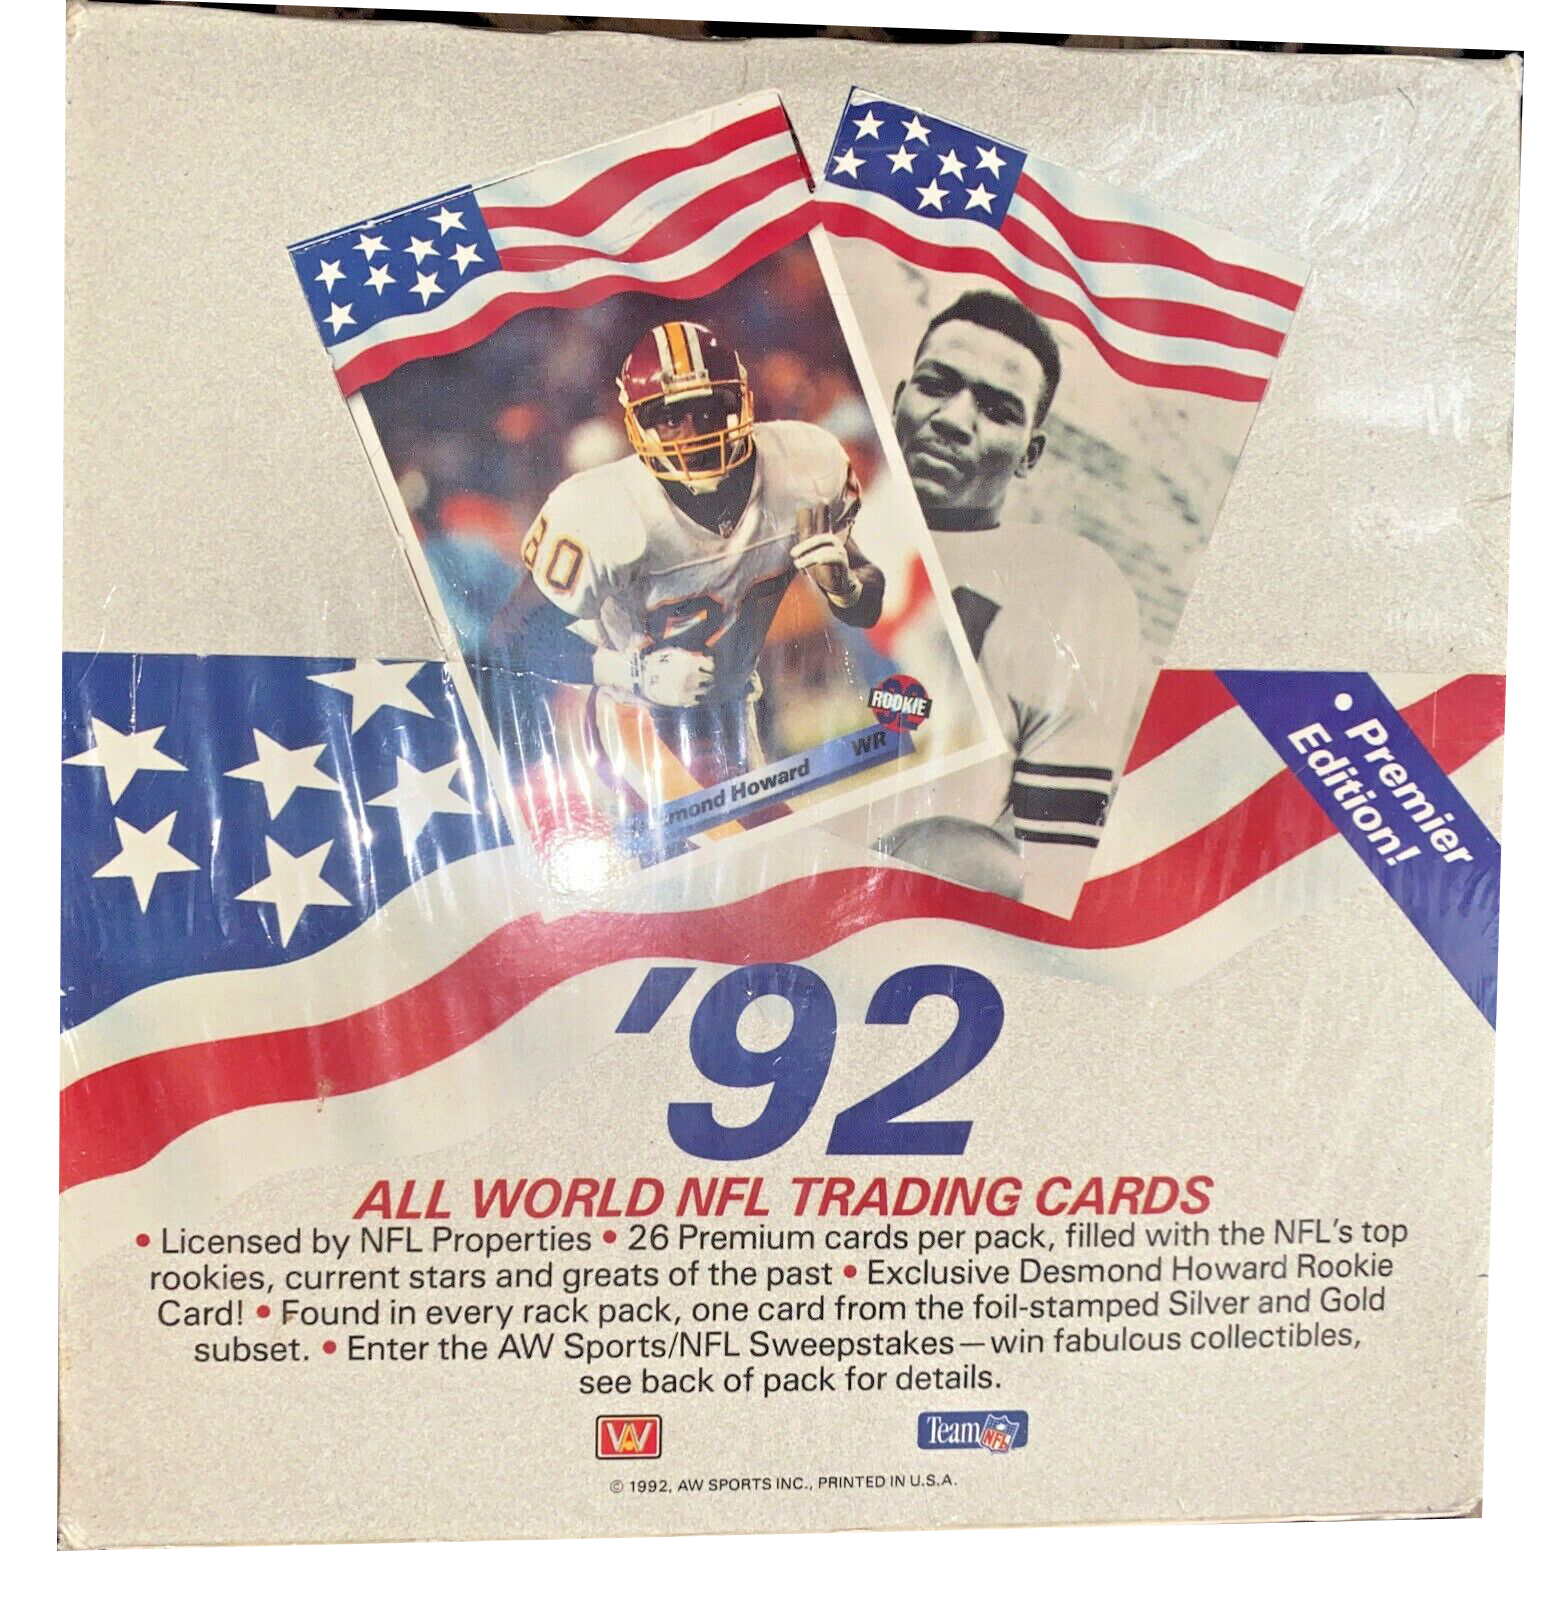 80
80
ROOKIE
92
WR
mond Howard
• Premier
Edition!
'92
ALL WORLD NFL TRADING CARDS
• Licensed by NFL Properties • 26 Premium cards per pack, filled with the NFL's top
rookies, current stars and greats of the past • Exclusive Desmond Howard Rookie
Card! • Found in every rack pack, one card from the foil-stamped Silver and Gold
subset. • Enter the AW Sports/NFL Sweepstakes—win fabulous collectibles,
see back of pack for details.
AW
Team NFL
© 1992, AW SPORTS INC., PRINTED IN U.S.A.